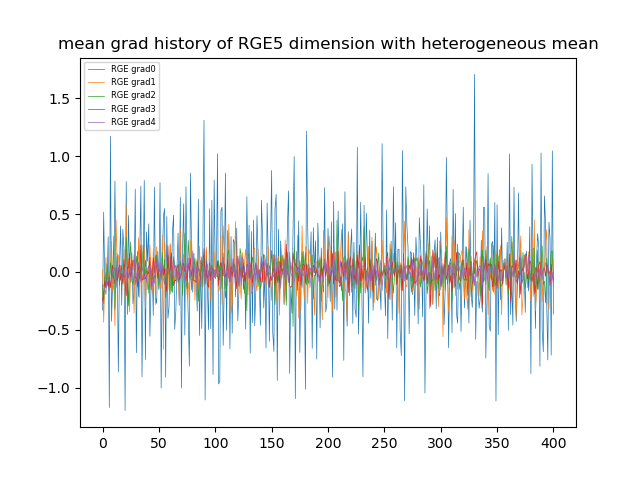 mean grad history of RGE5 dimension with heterogeneous mean
RGE grad0
RGE grad1
RGE grad2
RGE grad3
RGE grad4
1.5
1.0
0.5
0.0
−0.5
−1.0
0 50 100 150 200 250 300 350 400